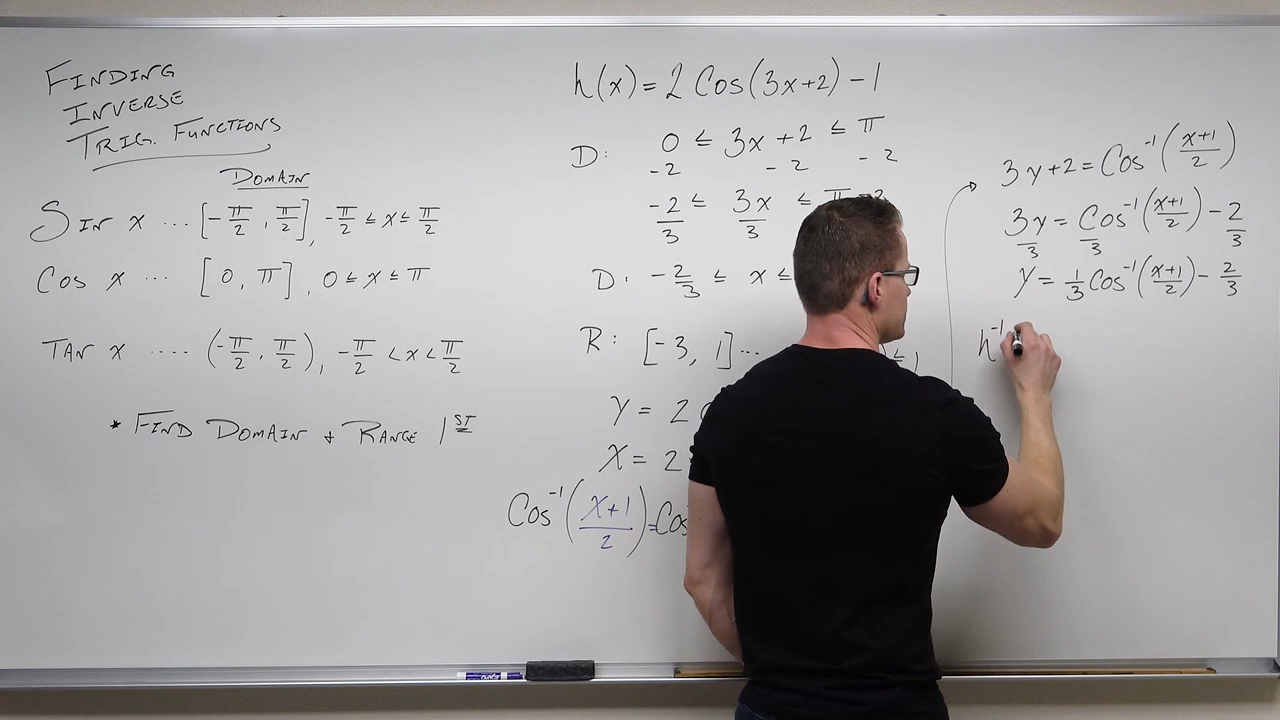 FINDING
INVERSE
TRIG. FUNCTIONS
DOMAIN
SIN x ... [-π/2, π/2], -π/2 ≤ x ≤ π/2
COS x ... [0, π], 0 ≤ x ≤ π
TAN x .... (-π/2, π/2), -π/2 < x < π/2
* FIND DOMAIN + RANGE 1ST
h(x) = 2 Cos(3x+2) - 1
D: 0 ≤ 3x + 2 ≤ π
-2 -2 -2
-2/3 ≤ 3x/3 ≤ π-2
D: -2/3 ≤ x ≤
R: [-3, 1]... ≤ 1
y = 2
x = 2
Cos⁻¹((x+1)/2) = Cos
3y+2 = Cos⁻¹((x+1)/2)
3y/3 = Cos⁻¹((x+1)/2)/3 - 2/3
y = 1/3 Cos⁻¹((x+1)/2) - 2/3
h⁻¹